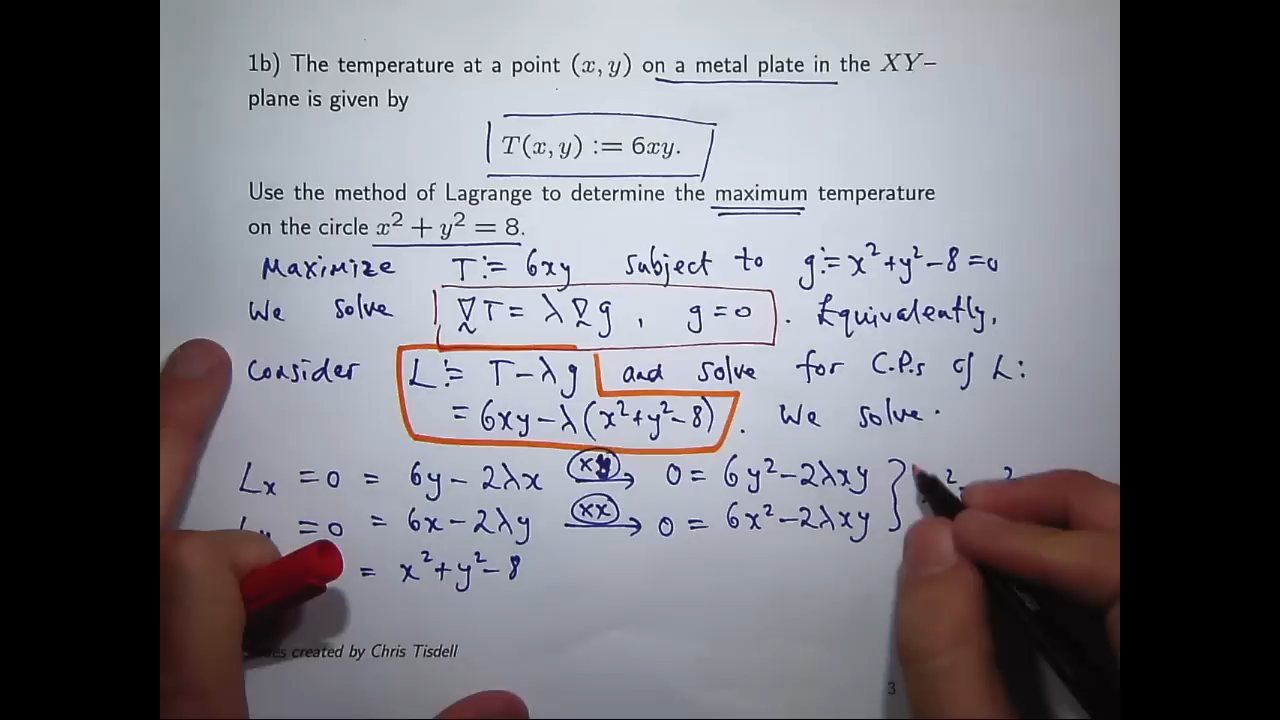 1b) The temperature at a point (x, y) on a metal plate in the XY–
plane is given by
T(x, y) := 6xy.
Use the method of Lagrange to determine the maximum temperature
on the circle x² + y² = 8.
Maximize T := 6xy subject to g := x² + y² – 8 = 0
We solve ∇T = λ∇g , g = 0 . Equivalently,
consider L := T – λg and solve for C.P.s of L:
= 6xy – λ(x² + y² – 8) . We solve.
Lx = 0 = 6y – 2λx → 0 = 6y² – 2λxy }
= 0 = 6x – 2λy (×x) → 0 = 6x² – 2λxy
= x² + y² – 8
created by Chris Tisdell
3